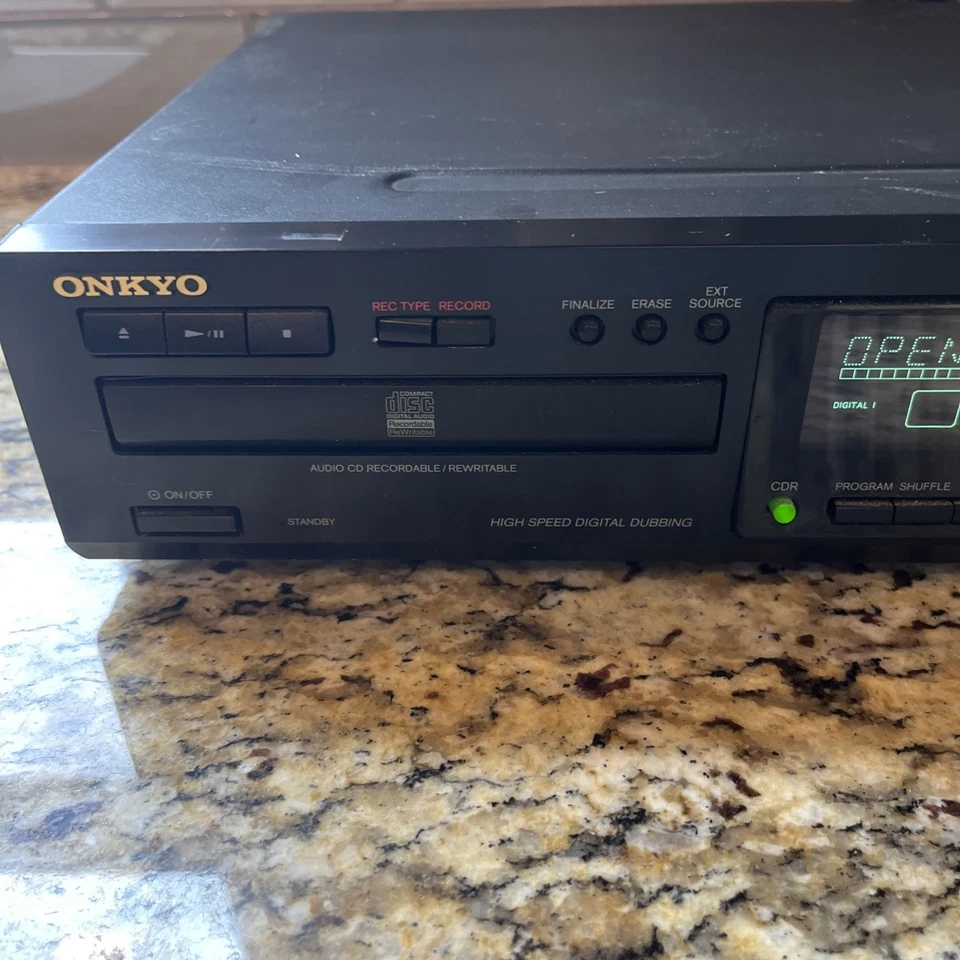 ONKYO
REC TYPE RECORD
FINALIZE ERASE EXT
SOURCE
OPEN
DIGITAL 1
COMPACT
disc
DIGITAL AUDIO
Recordable
ReWritable
AUDIO CD RECORDABLE / REWRITABLE
CDR PROGRAM SHUFFLE
ON/OFF
STANDBY
HIGH SPEED DIGITAL DUBBING